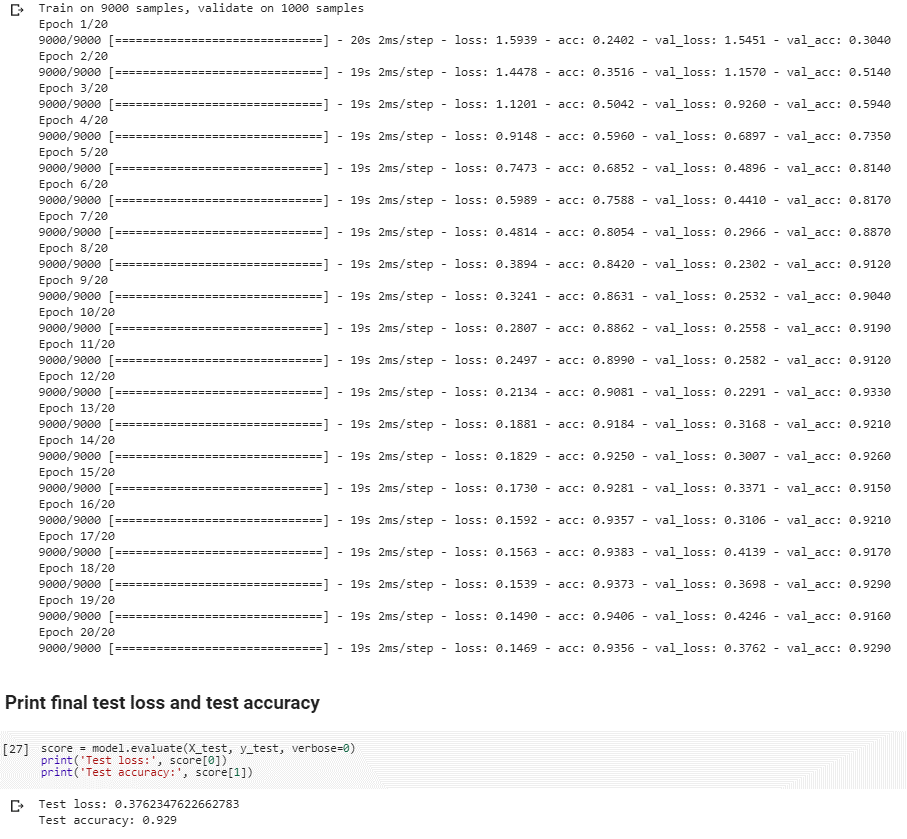 Train on 9000 samples, validate on 1000 samples
Epoch 1/20
9000/9000 [==============================] - 20s 2ms/step - loss: 1.5939 - acc: 0.2402 - val_loss: 1.5451 - val_acc: 0.3040
Epoch 2/20
9000/9000 [==============================] - 19s 2ms/step - loss: 1.4478 - acc: 0.3516 - val_loss: 1.1570 - val_acc: 0.5140
Epoch 3/20
9000/9000 [==============================] - 19s 2ms/step - loss: 1.1201 - acc: 0.5042 - val_loss: 0.9260 - val_acc: 0.5940
Epoch 4/20
9000/9000 [==============================] - 19s 2ms/step - loss: 0.9148 - acc: 0.5960 - val_loss: 0.6897 - val_acc: 0.7350
Epoch 5/20
9000/9000 [==============================] - 19s 2ms/step - loss: 0.7473 - acc: 0.6852 - val_loss: 0.4896 - val_acc: 0.8140
Epoch 6/20
9000/9000 [==============================] - 19s 2ms/step - loss: 0.5989 - acc: 0.7588 - val_loss: 0.4410 - val_acc: 0.8170
Epoch 7/20
9000/9000 [==============================] - 19s 2ms/step - loss: 0.4814 - acc: 0.8054 - val_loss: 0.2966 - val_acc: 0.8870
Epoch 8/20
9000/9000 [==============================] - 19s 2ms/step - loss: 0.3894 - acc: 0.8420 - val_loss: 0.2302 - val_acc: 0.9120
Epoch 9/20
9000/9000 [==============================] - 19s 2ms/step - loss: 0.3241 - acc: 0.8631 - val_loss: 0.2532 - val_acc: 0.9040
Epoch 10/20
9000/9000 [==============================] - 19s 2ms/step - loss: 0.2807 - acc: 0.8862 - val_loss: 0.2558 - val_acc: 0.9190
Epoch 11/20
9000/9000 [==============================] - 19s 2ms/step - loss: 0.2497 - acc: 0.8990 - val_loss: 0.2582 - val_acc: 0.9120
Epoch 12/20
9000/9000 [==============================] - 19s 2ms/step - loss: 0.2134 - acc: 0.9081 - val_loss: 0.2291 - val_acc: 0.9330
Epoch 13/20
9000/9000 [==============================] - 19s 2ms/step - loss: 0.1881 - acc: 0.9184 - val_loss: 0.3168 - val_acc: 0.9210
Epoch 14/20
9000/9000 [==============================] - 19s 2ms/step - loss: 0.1829 - acc: 0.9250 - val_loss: 0.3007 - val_acc: 0.9260
Epoch 15/20
9000/9000 [==============================] - 19s 2ms/step - loss: 0.1730 - acc: 0.9281 - val_loss: 0.3371 - val_acc: 0.9150
Epoch 16/20
9000/9000 [==============================] - 19s 2ms/step - loss: 0.1592 - acc: 0.9357 - val_loss: 0.3106 - val_acc: 0.9210
Epoch 17/20
9000/9000 [==============================] - 19s 2ms/step - loss: 0.1563 - acc: 0.9383 - val_loss: 0.4139 - val_acc: 0.9170
Epoch 18/20
9000/9000 [==============================] - 19s 2ms/step - loss: 0.1539 - acc: 0.9373 - val_loss: 0.3698 - val_acc: 0.9290
Epoch 19/20
9000/9000 [==============================] - 19s 2ms/step - loss: 0.1490 - acc: 0.9406 - val_loss: 0.4246 - val_acc: 0.9160
Epoch 20/20
9000/9000 [==============================] - 19s 2ms/step - loss: 0.1469 - acc: 0.9356 - val_loss: 0.3762 - val_acc: 0.9290
Print final test loss and test accuracy
[27] score = model.evaluate(X_test, y_test, verbose=0)
print('Test loss:', score[0])
print('Test accuracy:', score[1])
Test loss: 0.3762347622662783
Test accuracy: 0.929